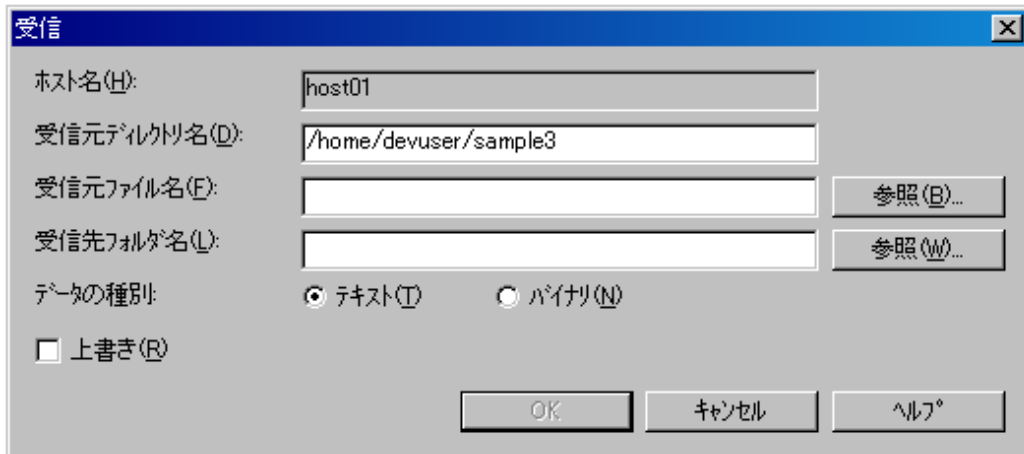 受信
ホスト名(H): host01
受信元ディレクトリ名(D): /home/devuser/sample3
受信元ファイル名(F): 参照(B)...
受信先フォルダ名(L): 参照(W)...
データの種別: テキスト(T) バイナリ(N)
上書き(R)
OK キャンセル ヘルプ